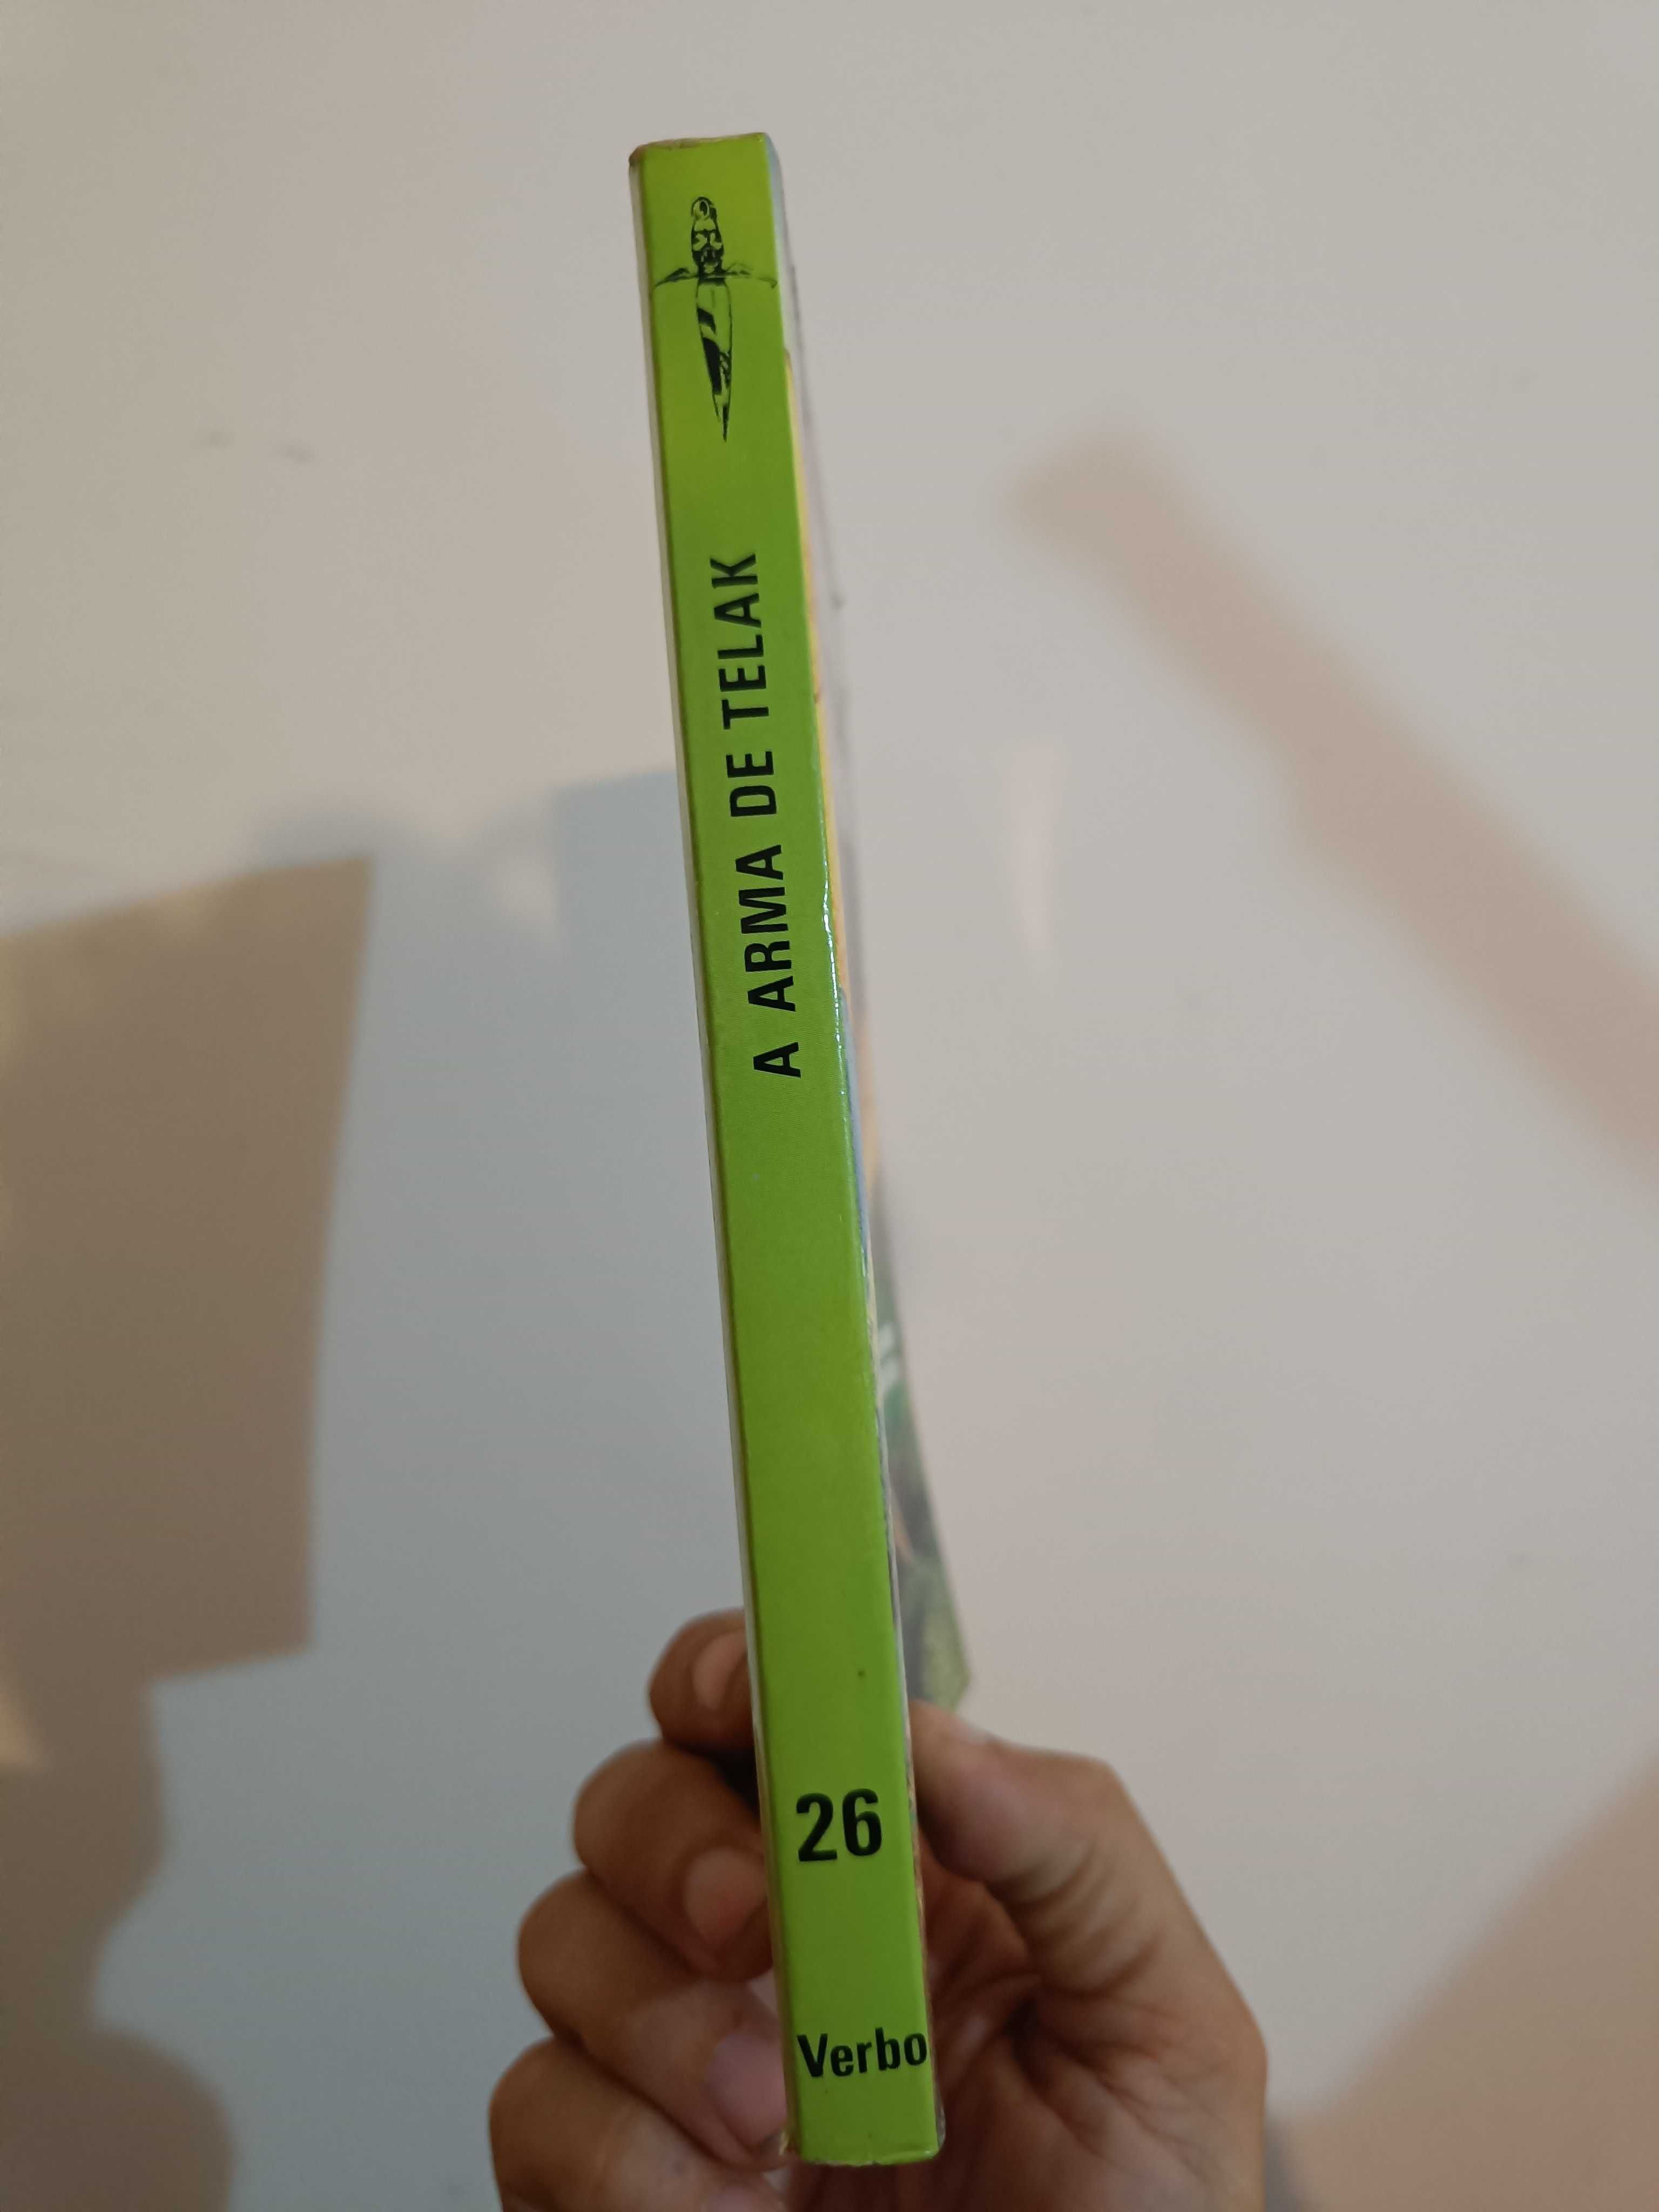 A ARMA DE TELAK
26
Verbo